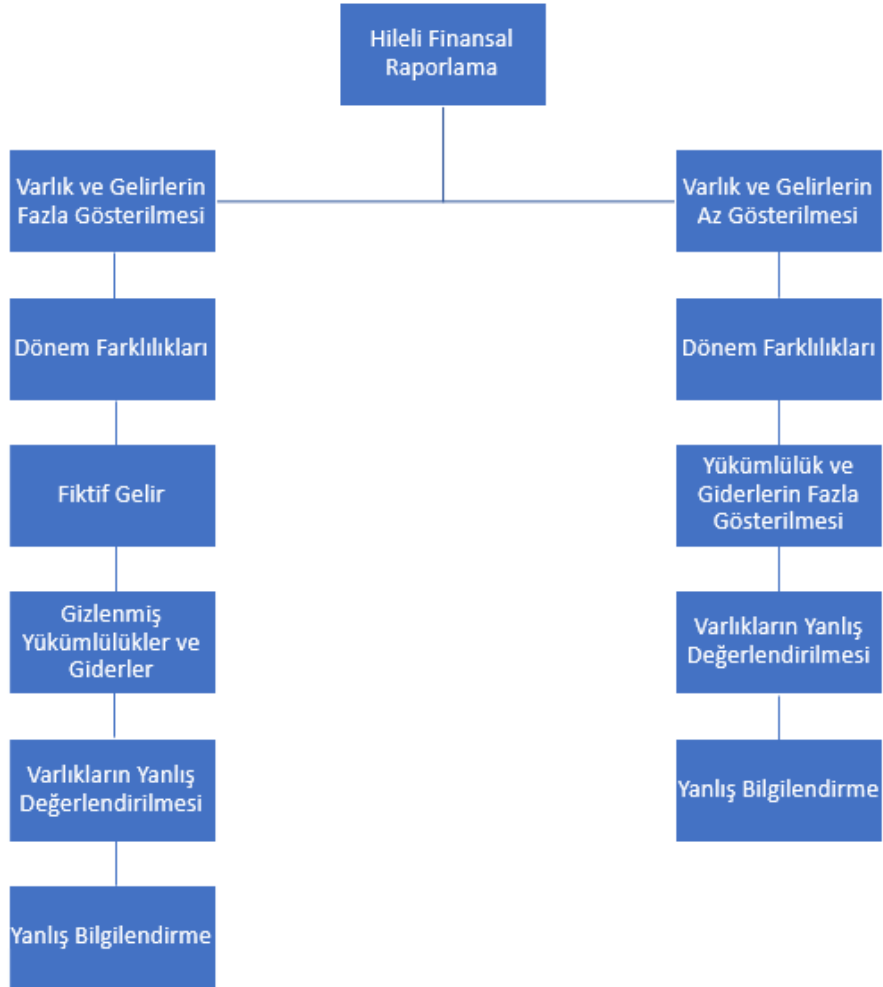 Hileli Finansal
Raporlama
Varlık ve Gelirlerin
Fazla Gösterilmesi
Dönem Farklılıkları
Fiktif Gelir
Gizlenmiş
Yükümlülükler ve
Giderler
Varlıkların Yanlış
Değerlendirilmesi
Yanlış Bilgilendirme
Varlık ve Gelirlerin
Az Gösterilmesi
Dönem Farklılıkları
Yükümlülük ve
Giderlerin Fazla
Gösterilmesi
Varlıkların Yanlış
Değerlendirilmesi
Yanlış Bilgilendirme